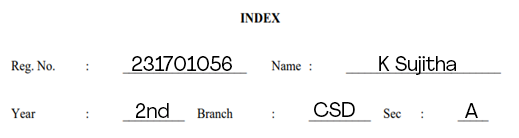 INDEX
Reg. No. : 231701056 Name : K Sujitha
Year : 2nd Branch : CSD Sec : A